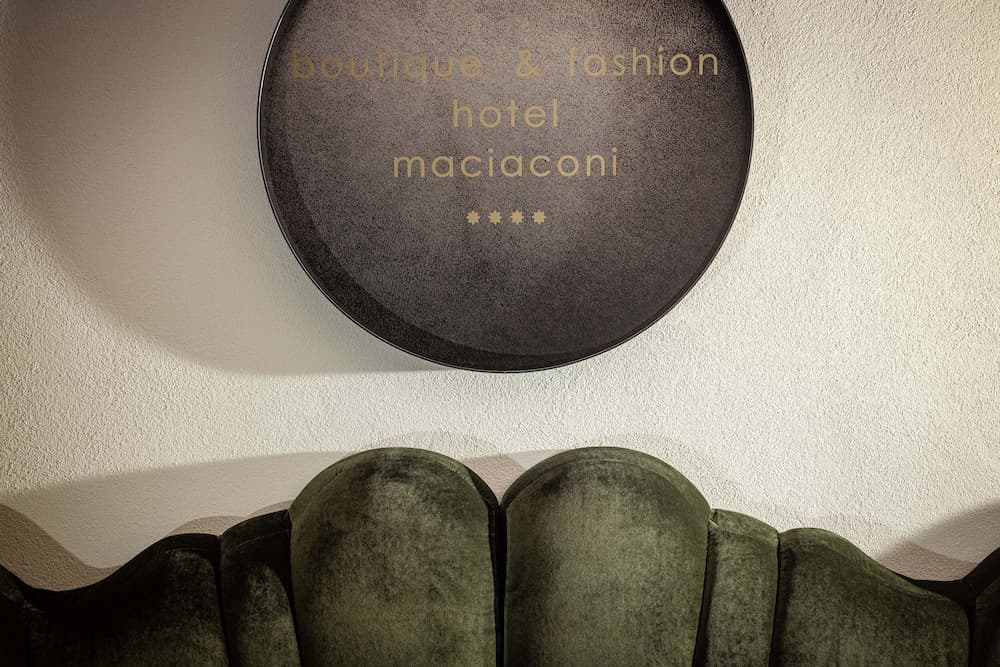 boutique & fashion
hotel
maciaconi